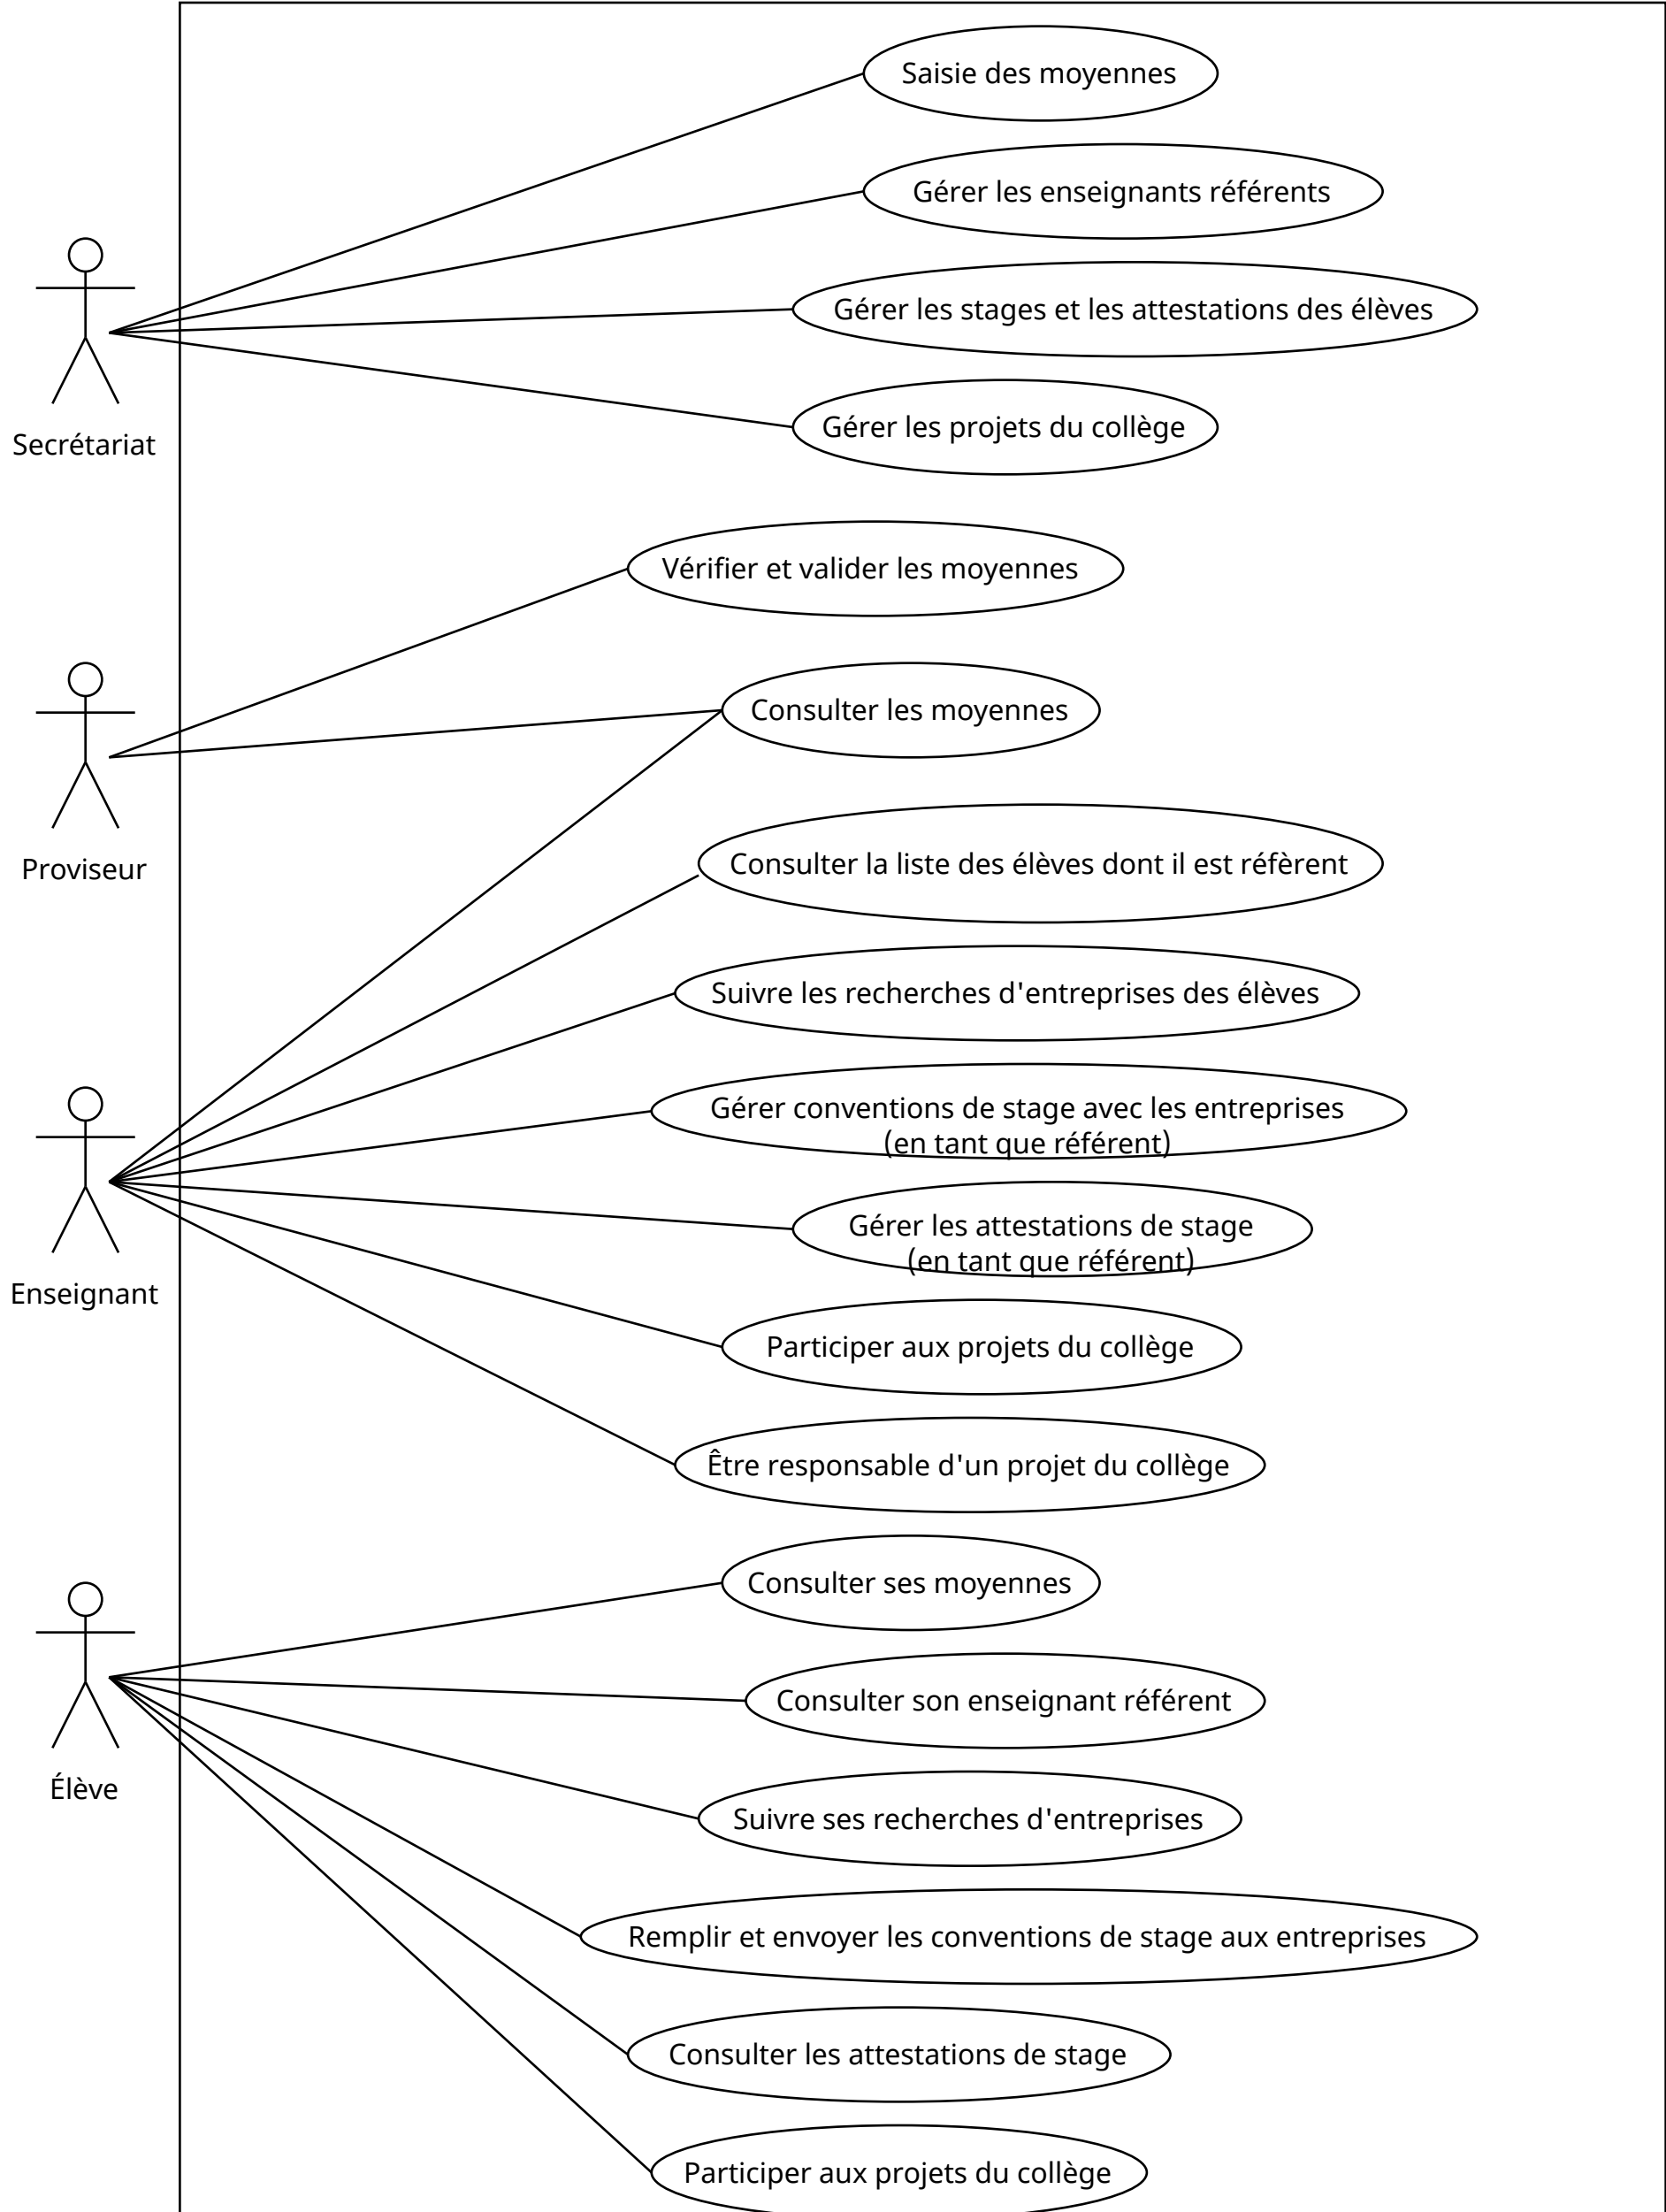 Saisie des moyennes
Gérer les enseignants référents
Gérer les stages et les attestations des élèves
Gérer les projets du collège
Secrétariat
Vérifier et valider les moyennes
Consulter les moyennes
Consulter la liste des élèves dont il est réfèrent
Proviseur
Suivre les recherches d'entreprises des élèves
Gérer conventions de stage avec les entreprises
(en tant que référent)
Gérer les attestations de stage
(en tant que référent)
Enseignant
Participer aux projets du collège
Être responsable d'un projet du collège
Consulter ses moyennes
Consulter son enseignant référent
Élève
Suivre ses recherches d'entreprises
Remplir et envoyer les conventions de stage aux entreprises
Consulter les attestations de stage
Participer aux projets du collège